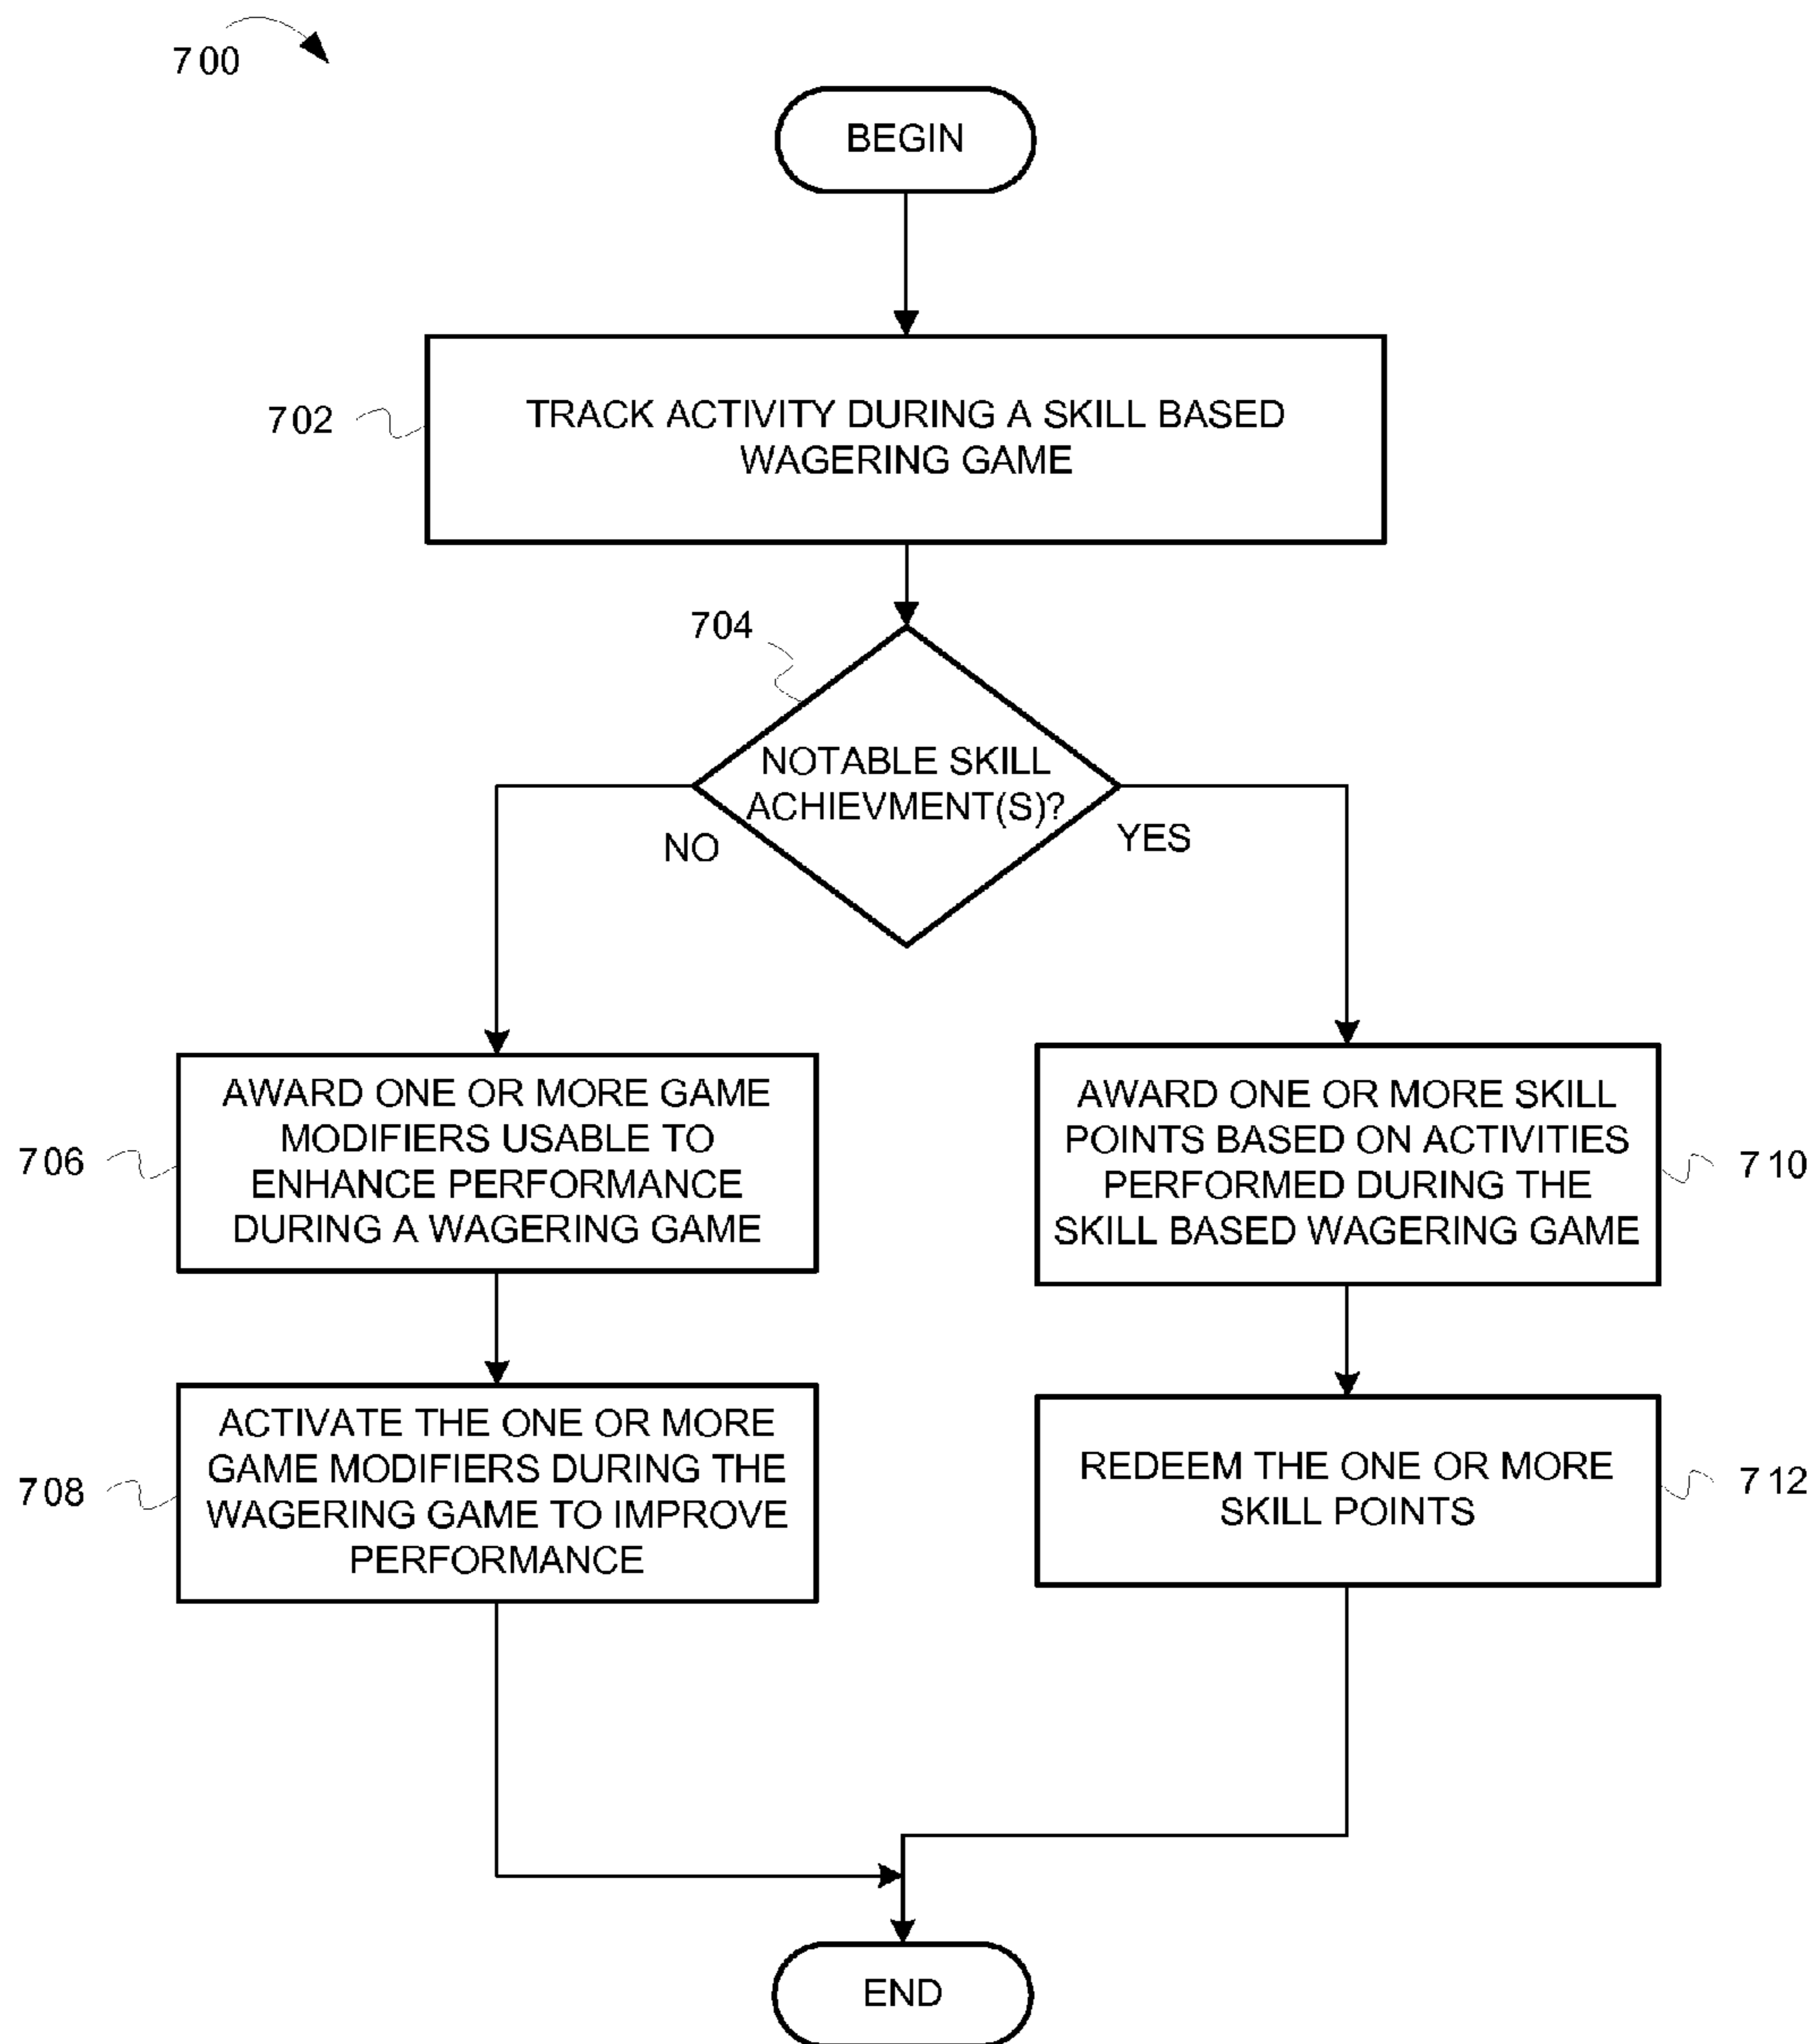 700
BEGIN
702
TRACK ACTIVITY DURING A SKILL BASED
WAGERING GAME
704
NOTABLE SKILL
ACHIEVMENT(S)?
NO
YES
706
AWARD ONE OR MORE GAME
MODIFIERS USABLE TO
ENHANCE PERFORMANCE
DURING A WAGERING GAME
AWARD ONE OR MORE SKILL
POINTS BASED ON ACTIVITIES
PERFORMED DURING THE
SKILL BASED WAGERING GAME
710
708
ACTIVATE THE ONE OR MORE
GAME MODIFIERS DURING THE
WAGERING GAME TO IMPROVE
PERFORMANCE
REDEEM THE ONE OR MORE
SKILL POINTS
712
END